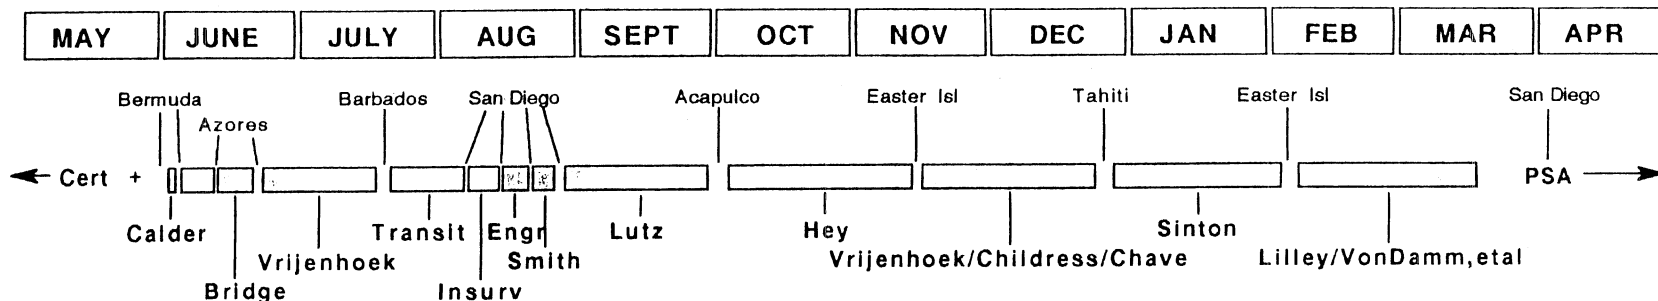 MAY JUNE JULY AUG SEPT OCT NOV DEC JAN FEB MAR APR
Bermuda Barbados San Diego Acapulco Easter Isl Tahiti Easter Isl San Diego
Azores
Cert + PSA
Calder Transit Engr Lutz Hey Sinton
Vrijenhoek Smith Vrijenhoek/Childress/Chave Lilley/VonDamm,etal
Bridge Insurv